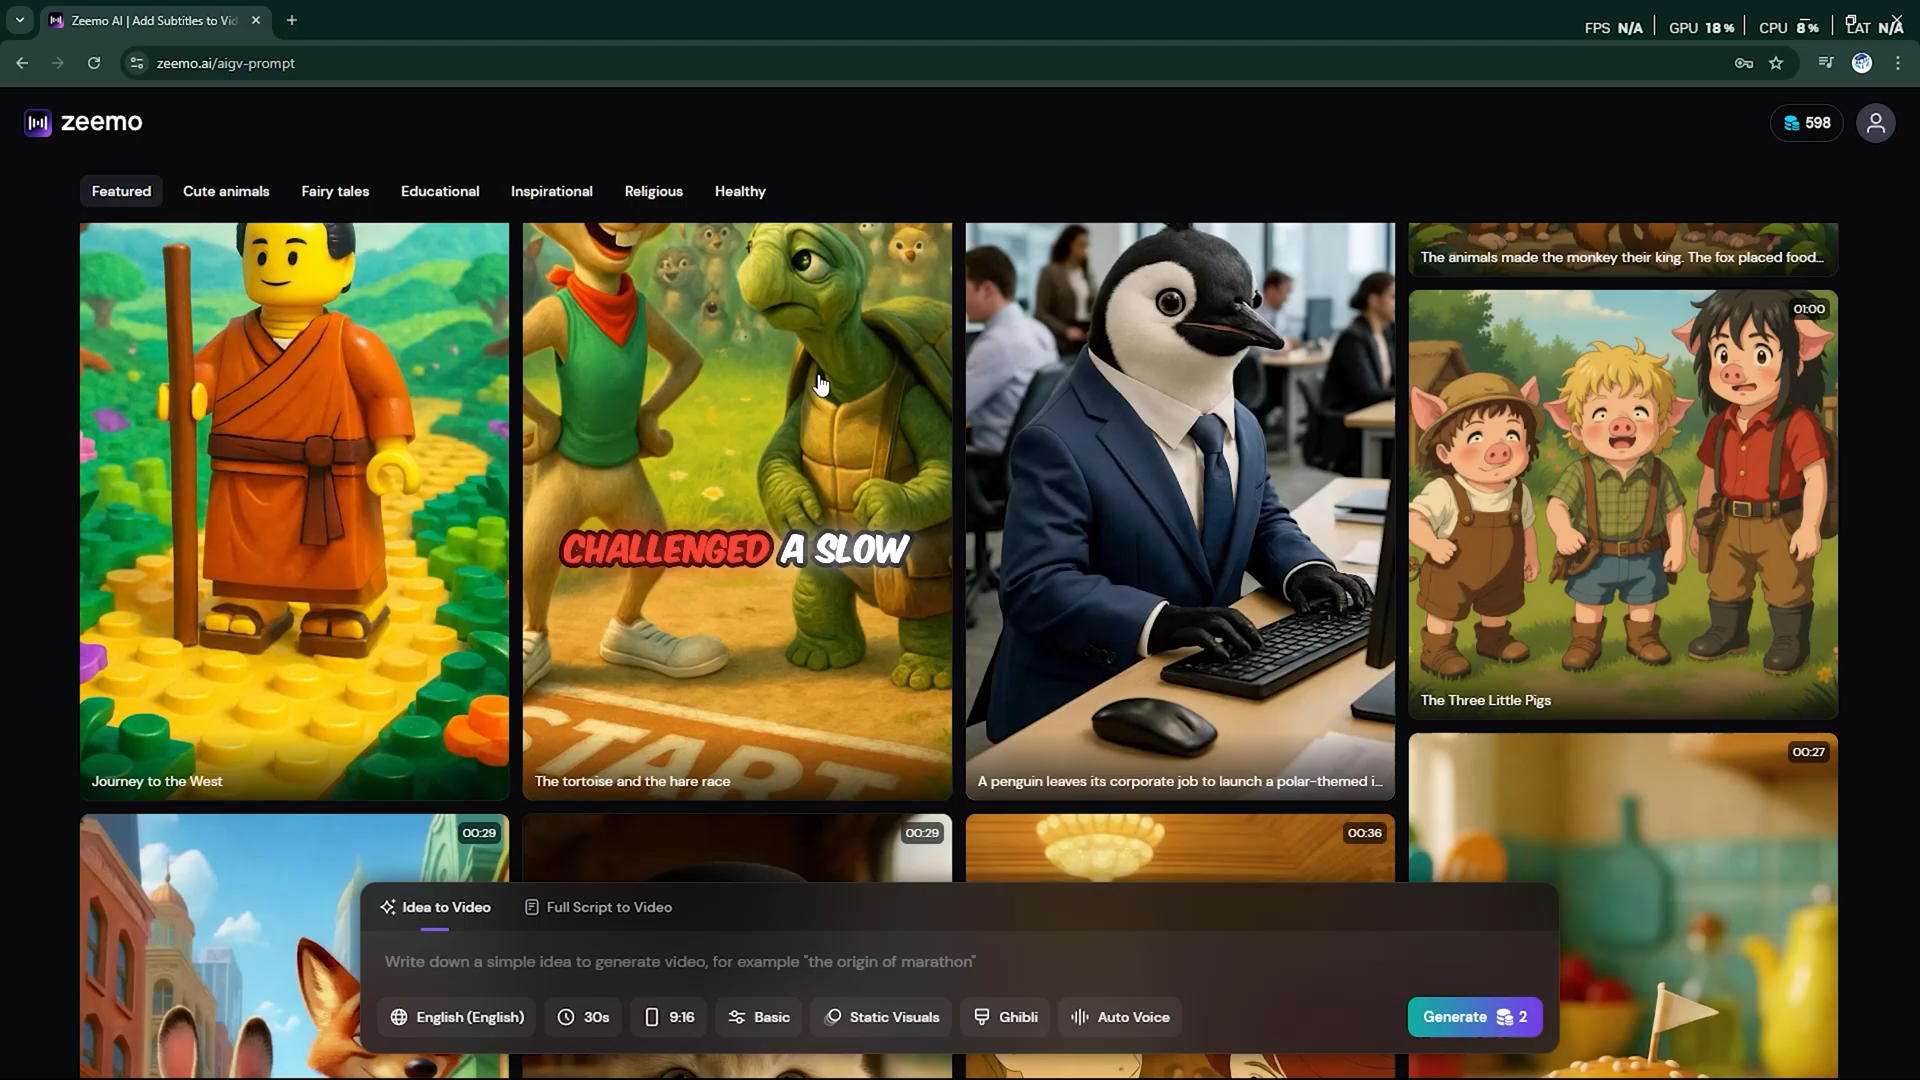 Zeemo AI | Add Subtitles to Vid
FPS N/A GPU 18% CPU 8% LAT N/A
zeemo.ai/aigv-prompt
zeemo
598
Featured Cute animals Fairy tales Educational Inspirational Religious Healthy
The animals made the monkey their king. The fox placed food...
01:00
CHALLENGED A SLOW
START
The Three Little Pigs
Journey to the West
The tortoise and the hare race
A penguin leaves its corporate job to launch a polar-themed i...
00:27
00:29
00:29
00:36
Idea to Video Full Script to Video
Write down a simple idea to generate video, for example "the origin of marathon"
English (English) 30s 9:16 Basic Static Visuals Ghibli Auto Voice Generate 2